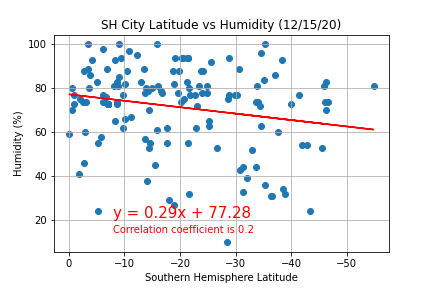 SH City Latitude vs Humidity (12/15/20)
100
80
60
40
20
Humidity (%)
y = 0.29x + 77.28
Correlation coefficient is 0.2
0 −10 −20 −30 −40 −50
Southern Hemisphere Latitude